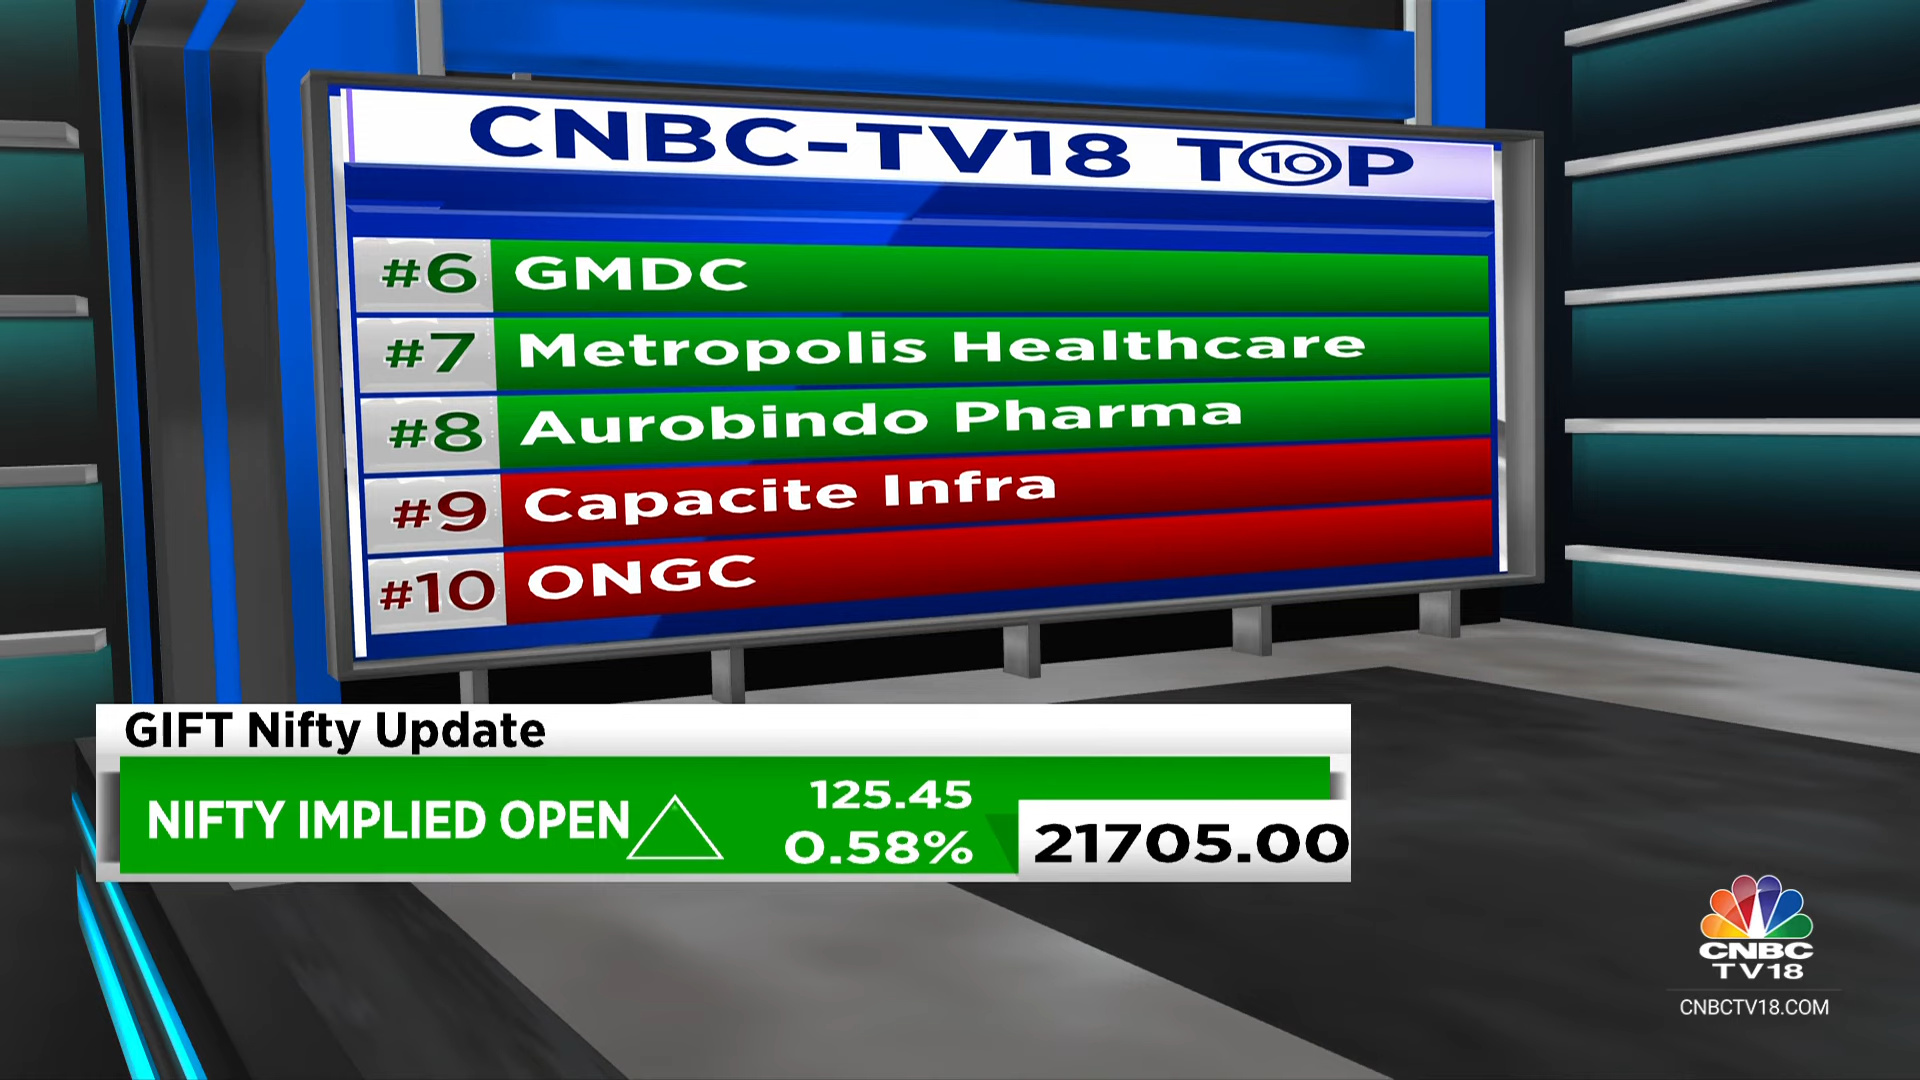 CNBC-TV18 TOP
10
#6 GMDC
#7 Metropolis Healthcare
#8 Aurobindo Pharma
#9 Capacite Infra
#10 ONGC
GIFT Nifty Update
NIFTY IMPLIED OPEN
125.45
0.58%
21705.00
CNBC
TV18
CNBCTV18.COM